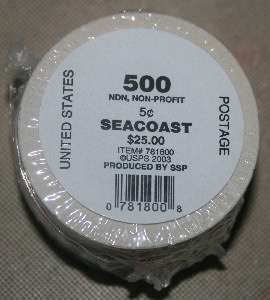 500
NDN, NON-PROFIT
5¢
SEACOAST
$25.00
ITEM# 781800
©USPS 2003
PRODUCED BY SSP
0 781800 8
UNITED STATES
POSTAGE